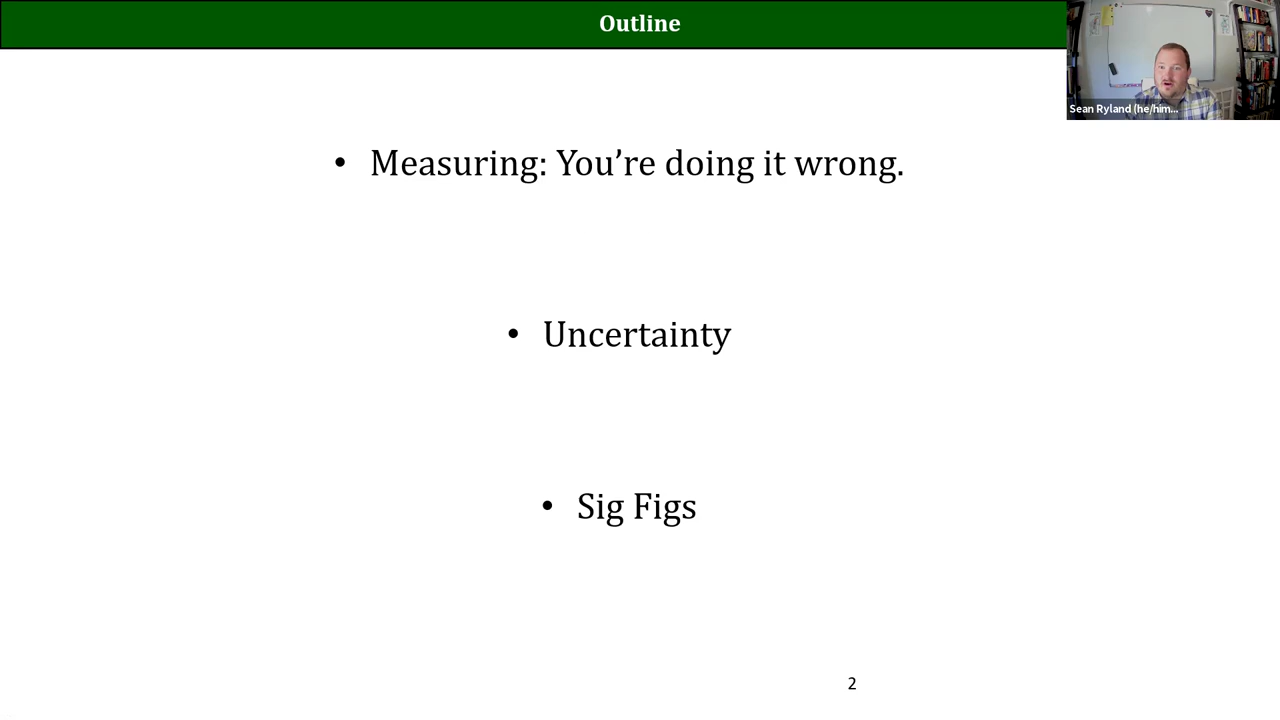 Outline
Sean Ryland (he/him...
• Measuring: You’re doing it wrong.
• Uncertainty
• Sig Figs
2